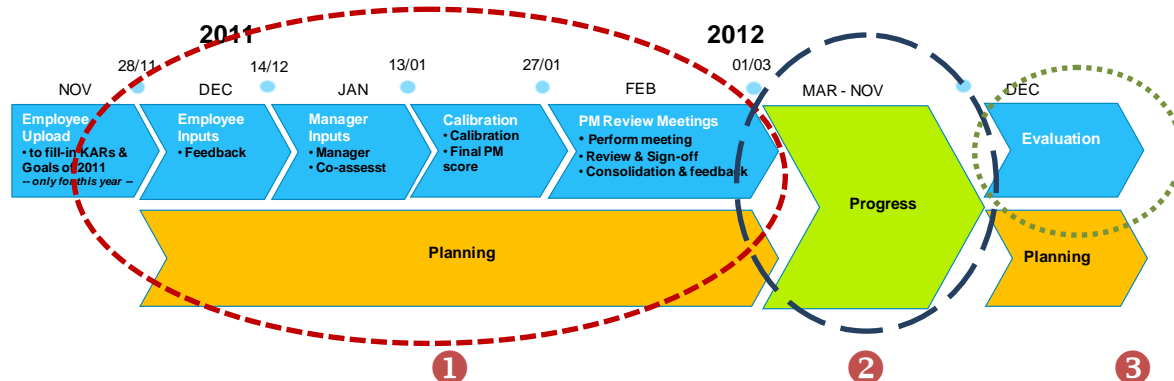 2011
2012
28/11
14/12
13/01
27/01
01/03
NOV
DEC
JAN
FEB
MAR - NOV
DEC
Employee
Upload
• to fill-in KARs &
Goals of 2011
-- only for this year --
Employee
Inputs
• Feedback
Manager
Inputs
• Manager
• Co-assesst
Calibration
• Calibration
• Final PM
score
PM Review Meetings
• Perform meeting
• Review & Sign-off
• Consolidation & feedback
Progress
Evaluation
Planning
Planning
1
2
3